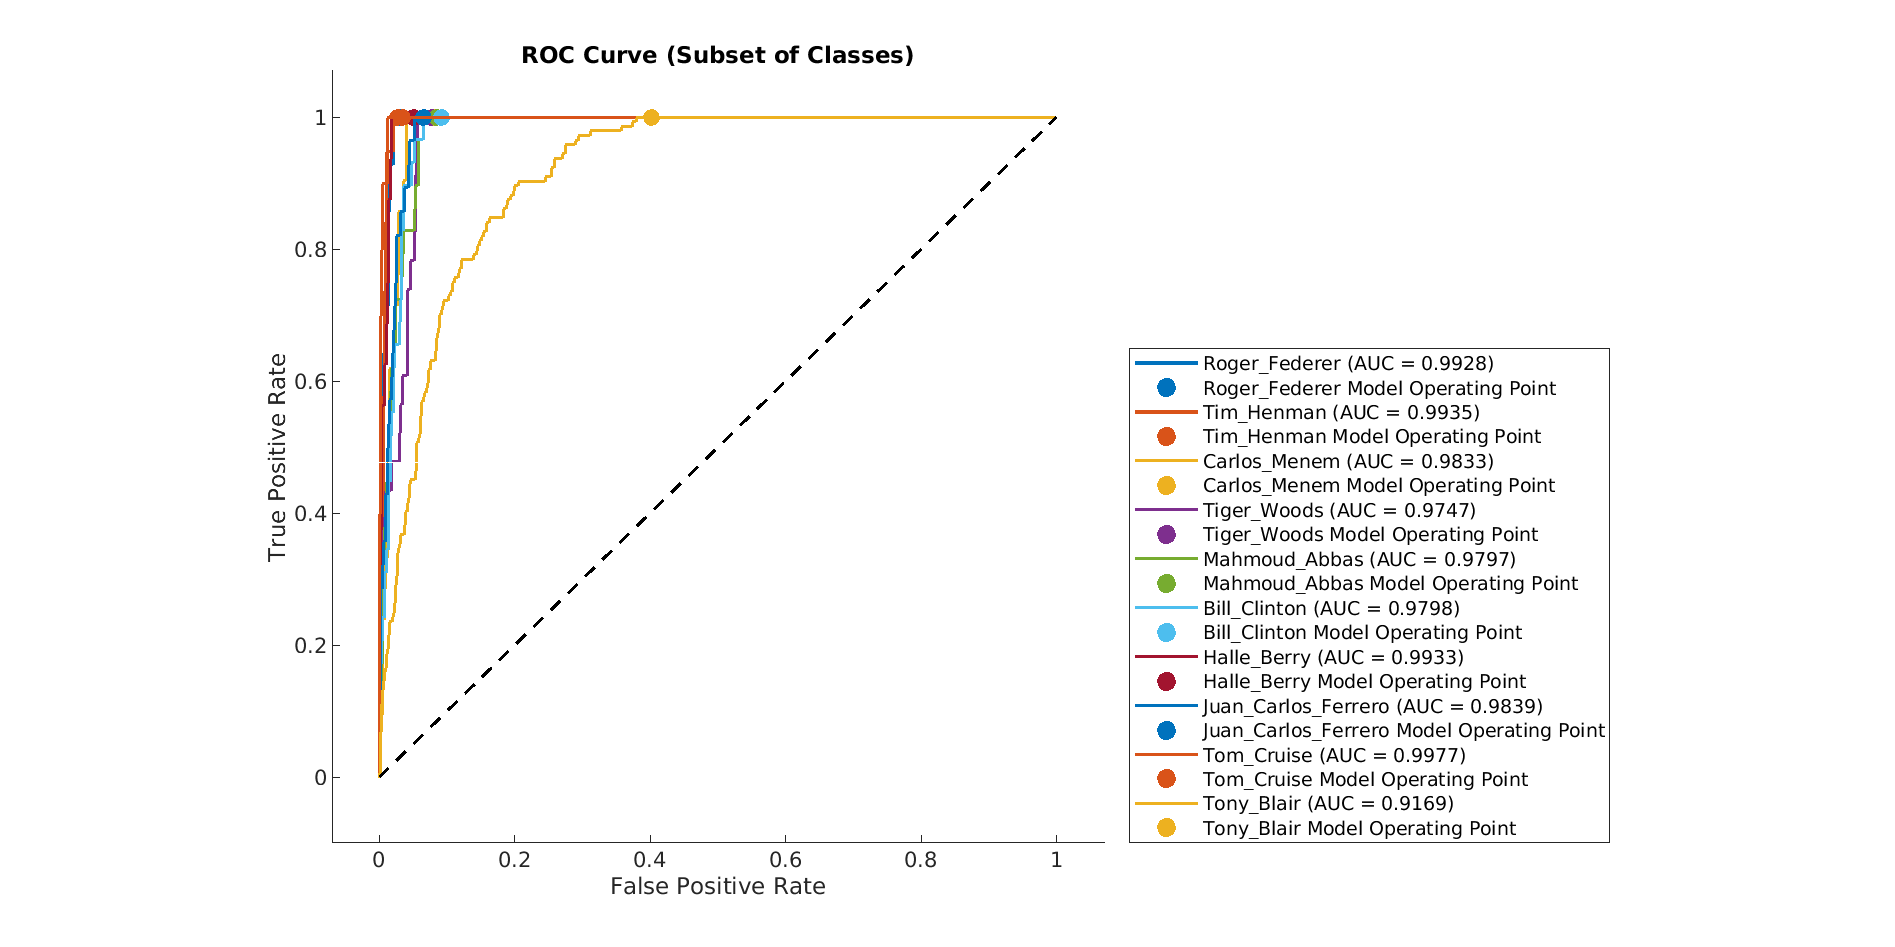 ROC Curve (Subset of Classes)
True Positive Rate
1
0.8
0.6
0.4
0.2
0
0 0.2 0.4 0.6 0.8 1
False Positive Rate
Roger_Federer (AUC = 0.9928)
Roger_Federer Model Operating Point
Tim_Henman (AUC = 0.9935)
Tim_Henman Model Operating Point
Carlos_Menem (AUC = 0.9833)
Carlos_Menem Model Operating Point
Tiger_Woods (AUC = 0.9747)
Tiger_Woods Model Operating Point
Mahmoud_Abbas (AUC = 0.9797)
Mahmoud_Abbas Model Operating Point
Bill_Clinton (AUC = 0.9798)
Bill_Clinton Model Operating Point
Halle_Berry (AUC = 0.9933)
Halle_Berry Model Operating Point
Juan_Carlos_Ferrero (AUC = 0.9839)
Juan_Carlos_Ferrero Model Operating Point
Tom_Cruise (AUC = 0.9977)
Tom_Cruise Model Operating Point
Tony_Blair (AUC = 0.9169)
Tony_Blair Model Operating Point